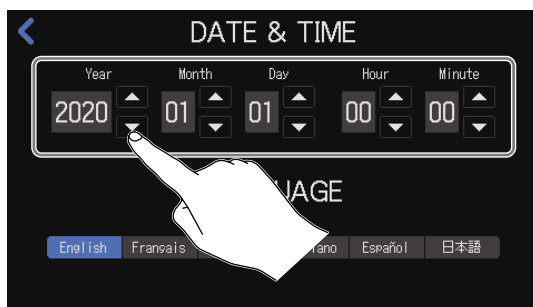 DATE & TIME
Year Month Day Hour Minute
2020 01 01 00 00
UAGE
English Français ano Español 日本語